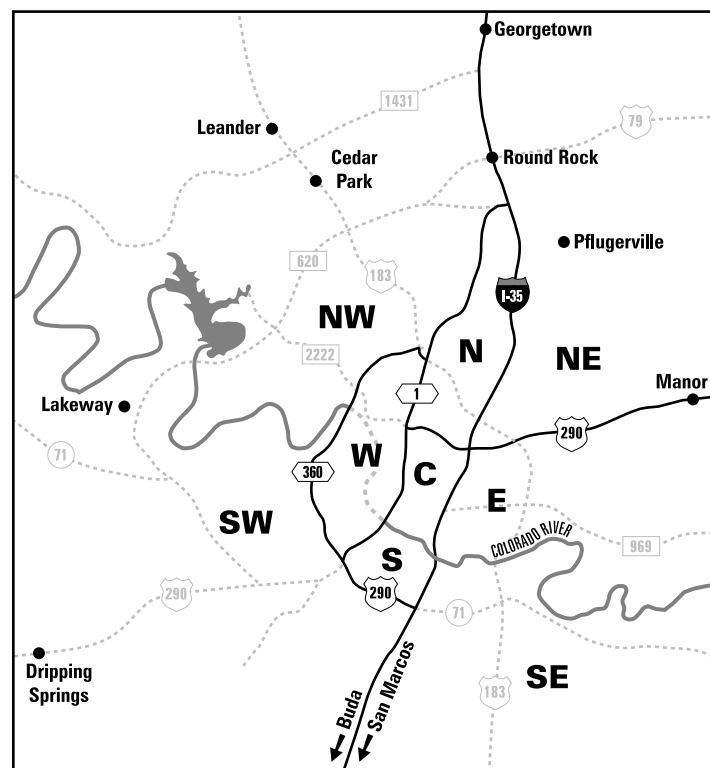 Georgetown
1431
79
Leander
Cedar
Park
Round Rock
Pflugerville
620
183
I-35
NW
N
NE
2222
Manor
1
Lakeway
290
71
W
360
C
E
SW
COLORADO RIVER
969
S
290
290
71
Dripping
Springs
SE
183
Buda
San Marcos